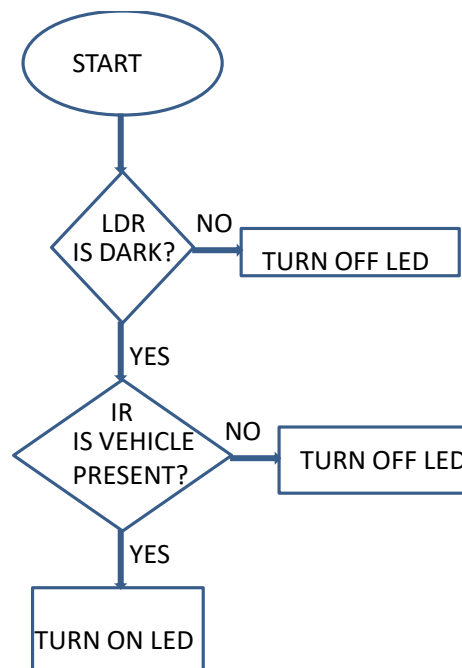 START
LDR
IS DARK?
NO
TURN OFF LED
YES
IR
IS VEHICLE
PRESENT?
NO
TURN OFF LED
YES
TURN ON LED